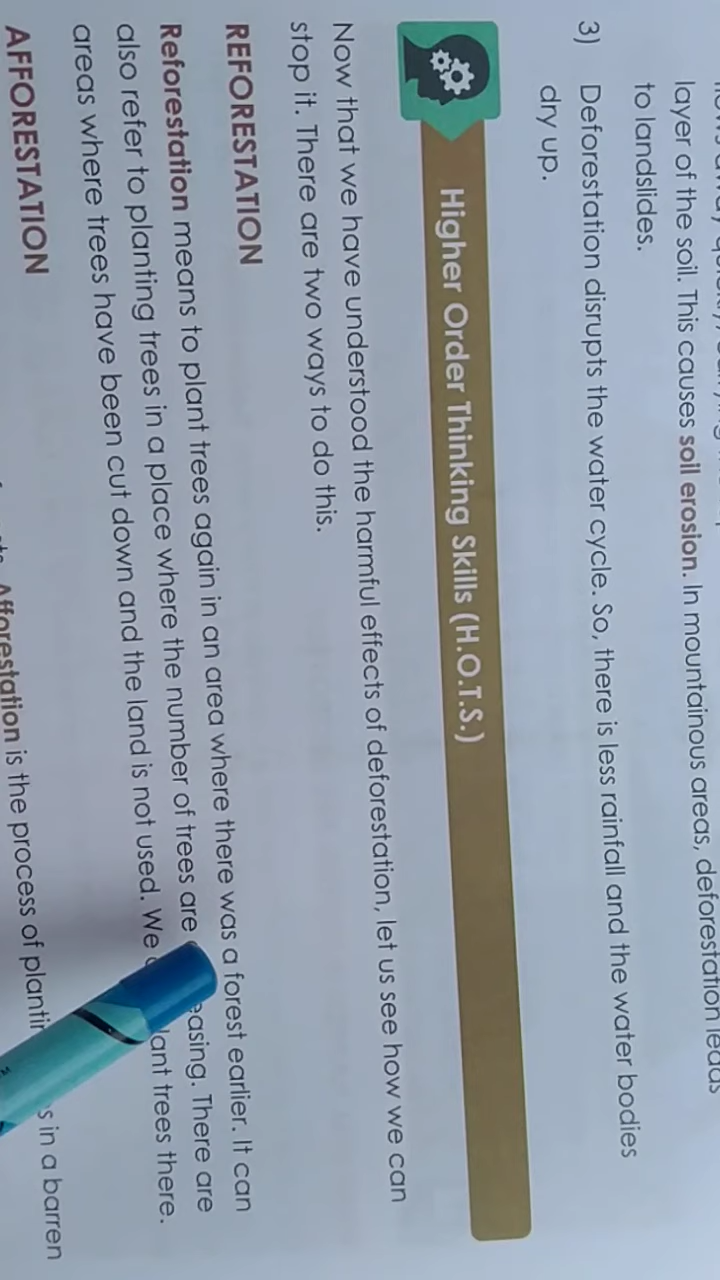 layer of the soil. This causes soil erosion. In mountainous areas, deforestation leads
to landslides.
3) Deforestation disrupts the water cycle. So, there is less rainfall and the water bodies
dry up.
Higher Order Thinking Skills (H.O.T.S.)
Now that we have understood the harmful effects of deforestation, let us see how we can
stop it. There are two ways to do this.
REFORESTATION
Reforestation means to plant trees again in an area where there was a forest earlier. It can
also refer to planting trees in a place where the number of trees are There are
areas where trees have been cut down and the land is not used. We trees there.
AFFORESTATION
Afforestation is the process of in a barren